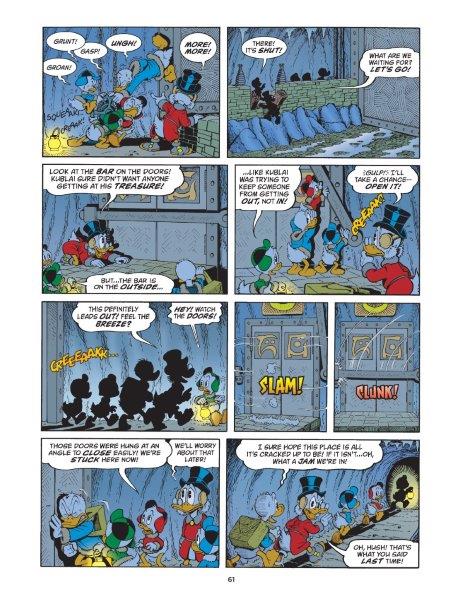 GRUNT!
GASP!
UNGH!
MORE!
MORE!
GROAN!
SQUEAK!
CREAK!
THERE!
IT'S SHUT!
WHAT ARE WE
WAITING FOR?
LET'S GO!
LOOK AT THE BAR ON THE DOORS!
KUBLAI SURE DIDN'T WANT ANYONE
GETTING AT HIS TREASURE!
BUT...THE BAR IS
ON THE OUTSIDE...
...LIKE KUBLAI
WAS TRYING TO
KEEP SOMEONE
FROM GETTING
OUT, NOT IN!
(GULP!) I'LL
TAKE A CHANCE--
OPEN IT!
CREEAK!
THIS DEFINITELY
LEADS OUT! FEEL THE
BREEZE?
HEY! WATCH
THE DOORS!
CREEEAKK...
SLAM!
CLUNK!
THOSE DOORS WERE HUNG AT AN
ANGLE TO CLOSE EASILY! WE'RE
STUCK HERE NOW!
WE'LL WORRY
ABOUT THAT
LATER!
I SURE HOPE THIS PLACE IS ALL
IT'S CRACKED UP TO BE! IF IT ISN'T...OH,
WHAT A JAM WE'RE IN!
OH, HUSH! THAT'S
WHAT YOU SAID
LAST TIME!
61